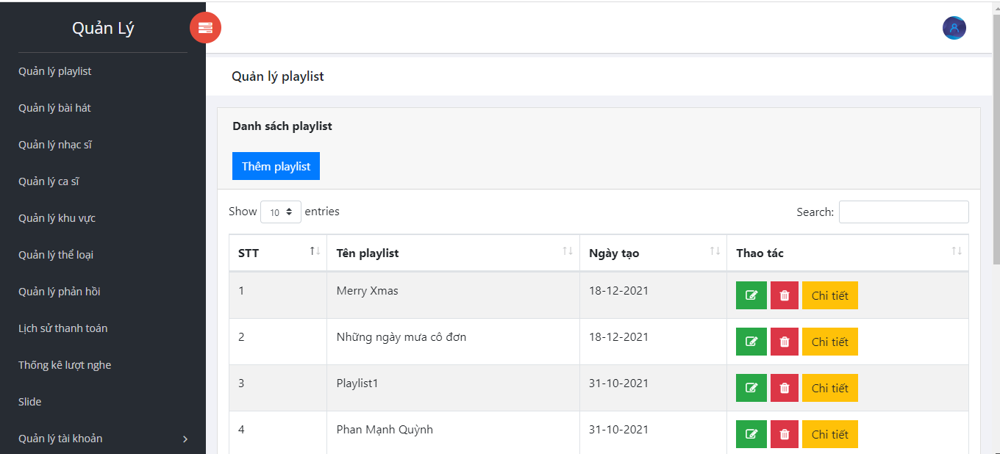 Quản Lý
Quản lý playlist
Quản lý bài hát
Quản lý nhạc sĩ
Quản lý ca sĩ
Quản lý khu vực
Quản lý thể loại
Quản lý phản hồi
Lịch sử thanh toán
Thống kê lượt nghe
Slide
Quản lý tài khoản
Quản lý playlist
Danh sách playlist
Thêm playlist
Show 10 entries Search:
STT Tên playlist Ngày tạo Thao tác
1 Merry Xmas 18-12-2021 Chi tiết
2 Những ngày mưa cô đơn 18-12-2021 Chi tiết
3 Playlist1 31-10-2021 Chi tiết
4 Phan Mạnh Quỳnh 31-10-2021 Chi tiết